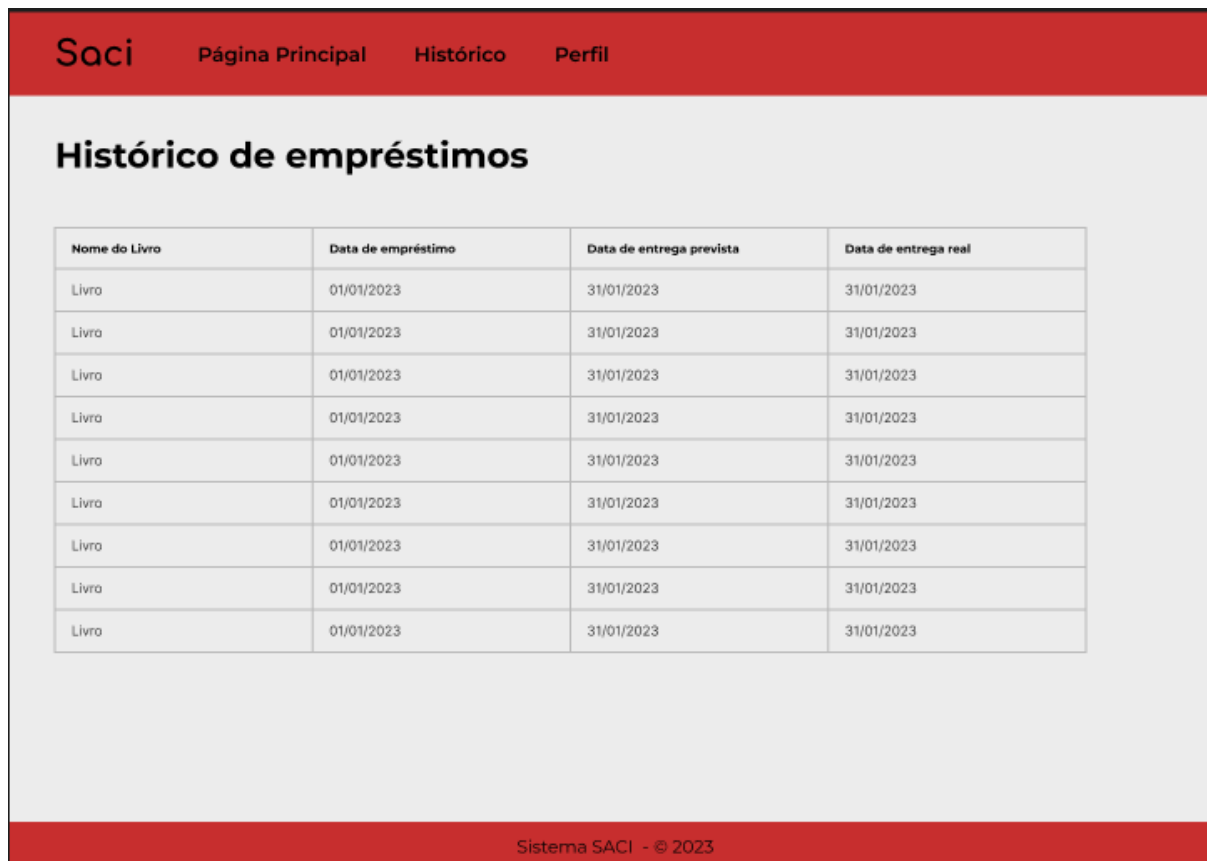 Saci Página Principal Histórico Perfil
Histórico de empréstimos
Nome do Livro Data de empréstimo Data de entrega prevista Data de entrega real
Livro 01/01/2023 31/01/2023 31/01/2023
Livro 01/01/2023 31/01/2023 31/01/2023
Livro 01/01/2023 31/01/2023 31/01/2023
Livro 01/01/2023 31/01/2023 31/01/2023
Livro 01/01/2023 31/01/2023 31/01/2023
Livro 01/01/2023 31/01/2023 31/01/2023
Livro 01/01/2023 31/01/2023 31/01/2023
Livro 01/01/2023 31/01/2023 31/01/2023
Livro 01/01/2023 31/01/2023 31/01/2023
Sistema SACI - © 2023